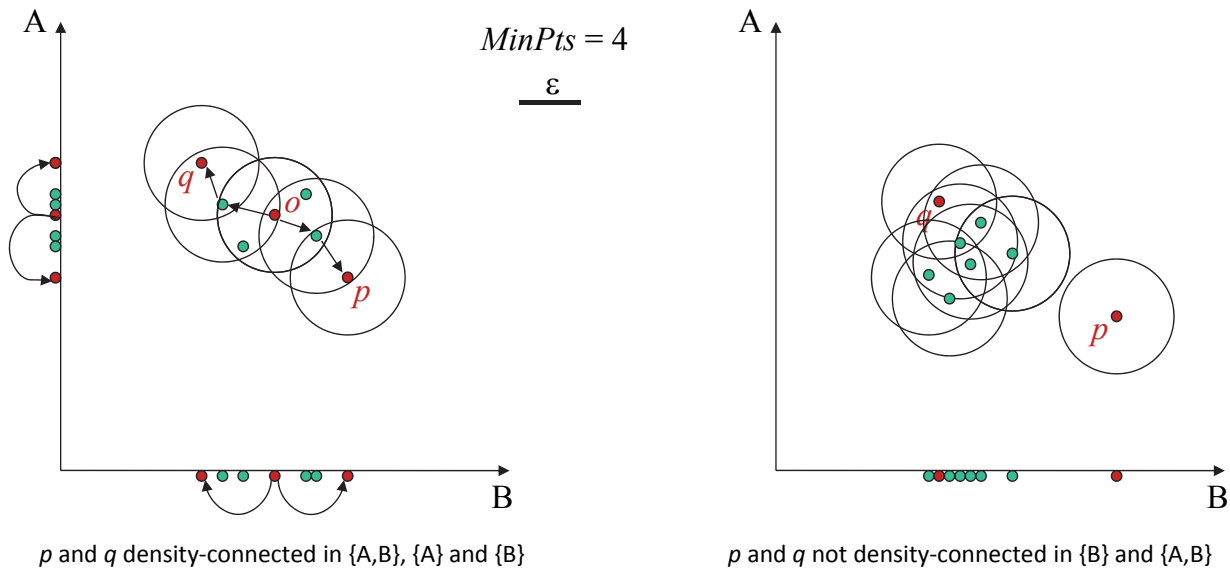 A
MinPts = 4
ε
q
o
p
B
p and q density-connected in {A,B}, {A} and {B}
A
q
p
B
p and q not density-connected in {B} and {A,B}